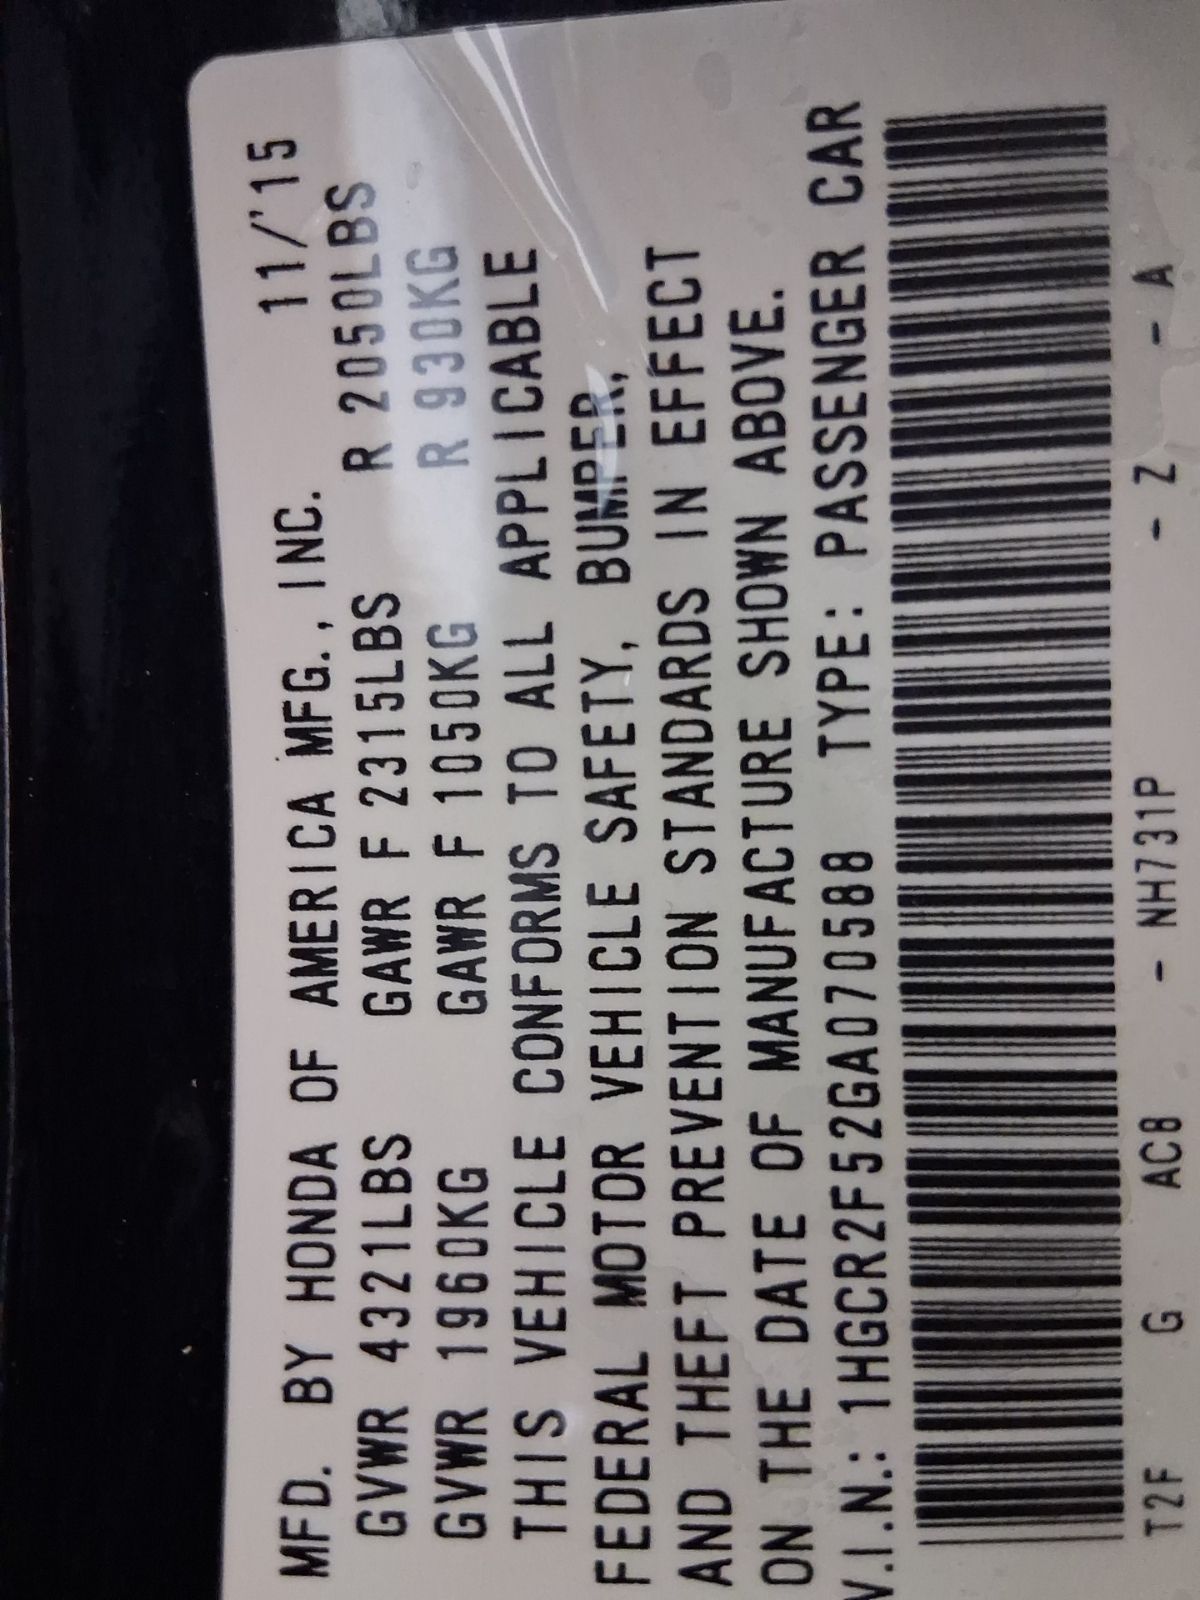 MFD. BY HONDA OF AMERICA MFG., INC. 11/'15
GVWR 4321LBS GAWR F 2315LBS R 2050LBS
GVWR 1960KG GAWR F 1050KG R 930KG
THIS VEHICLE CONFORMS TO ALL APPLICABLE
FEDERAL MOTOR VEHICLE SAFETY, BUMPER,
AND THEFT PREVENTION STANDARDS IN EFFECT
ON THE DATE OF MANUFACTURE SHOWN ABOVE.
V.I.N.: 1HGCR2F52GA070588 TYPE: PASSENGER CAR
T2F G AC8 - NH731P - Z - A